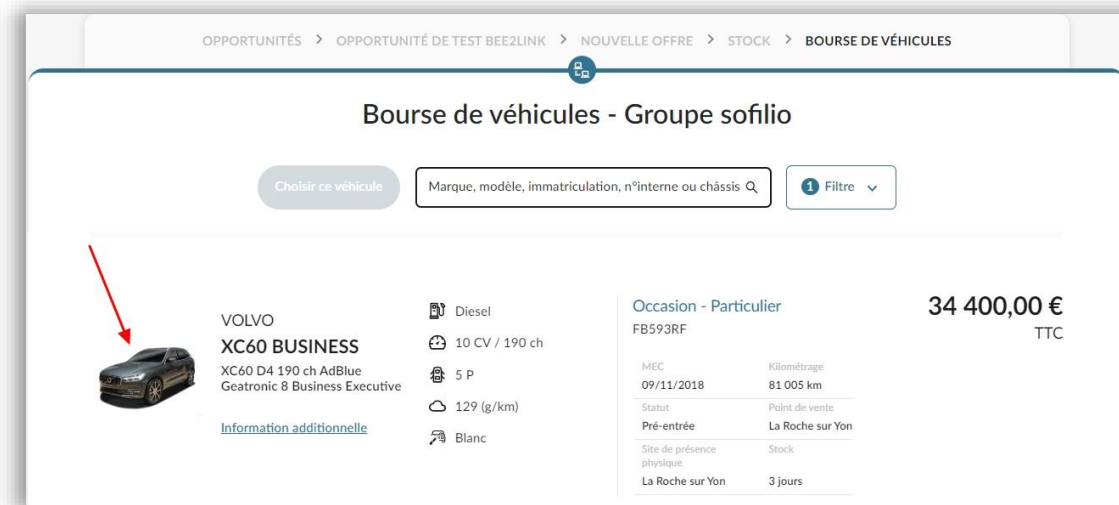 OPPORTUNITÉS > OPPORTUNITÉ DE TEST BEE2LINK > NOUVELLE OFFRE > STOCK > BOURSE DE VÉHICULES
Bourse de véhicules - Groupe sofilio
Choisir ce véhicule
Marque, modèle, immatriculation, n°interne ou châssis
1 Filtre
VOLVO
XC60 BUSINESS
XC60 D4 190 ch AdBlue
Geatronic 8 Business Executive
Information additionnelle
Diesel
10 CV / 190 ch
5 P
129 (g/km)
Blanc
Occasion - Particulier
FB593RF
MEC Kilométrage
09/11/2018 81 005 km
Statut Point de vente
Pré-entrée La Roche sur Yon
Site de présence Stock
physique
La Roche sur Yon 3 jours
34 400,00 €
TTC